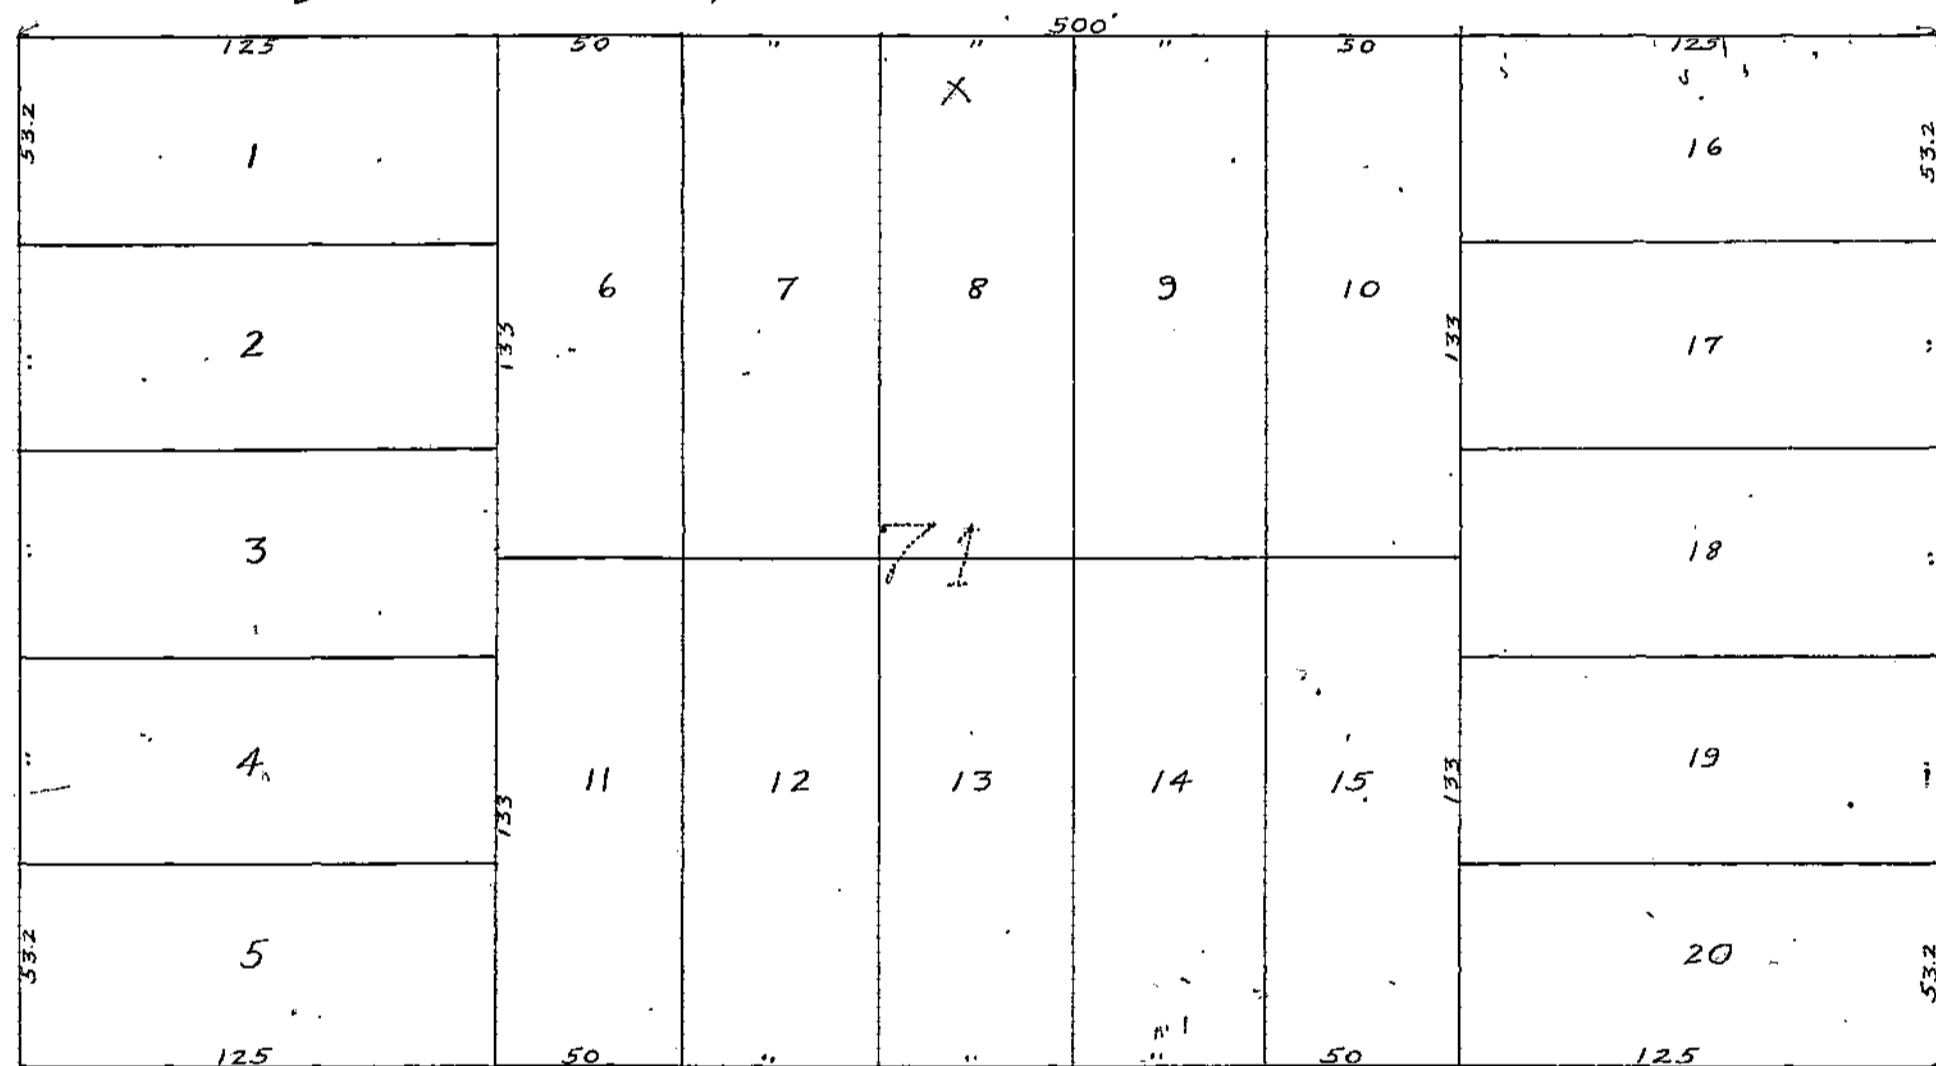 500'
125 50 " " " 50 125
53.2 X 53.2
1 16
6 7 8 9 10
" 2 133 133 17 "
" 3 18 "
71
" 4 19 "
11 12 13 14 15
133 133
53.2 5 20 53.2
125 50 " " " 50 125